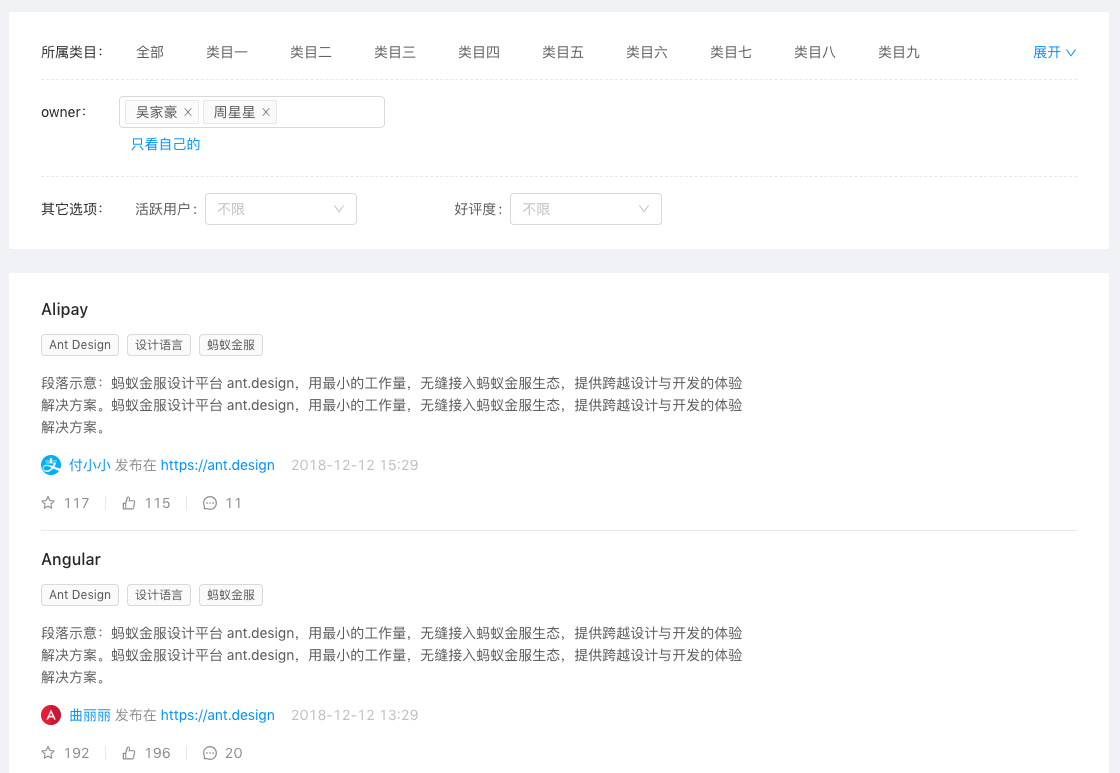 所属类目： 全部 类目一 类目二 类目三 类目四 类目五 类目六 类目七 类目八 类目九 展开
owner： 吴家豪 周星星
只看自己的
其它选项： 活跃用户： 不限 好评度： 不限
Alipay
Ant Design 设计语言 蚂蚁金服
段落示意：蚂蚁金服设计平台 ant.design，用最小的工作量，无缝接入蚂蚁金服生态，提供跨越设计与开发的体验
解决方案。蚂蚁金服设计平台 ant.design，用最小的工作量，无缝接入蚂蚁金服生态，提供跨越设计与开发的体验
解决方案。
付小小 发布在 https://ant.design 2018-12-12 15:29
117 115 11
Angular
Ant Design 设计语言 蚂蚁金服
段落示意：蚂蚁金服设计平台 ant.design，用最小的工作量，无缝接入蚂蚁金服生态，提供跨越设计与开发的体验
解决方案。蚂蚁金服设计平台 ant.design，用最小的工作量，无缝接入蚂蚁金服生态，提供跨越设计与开发的体验
解决方案。
曲丽丽 发布在 https://ant.design 2018-12-12 13:29
192 196 20